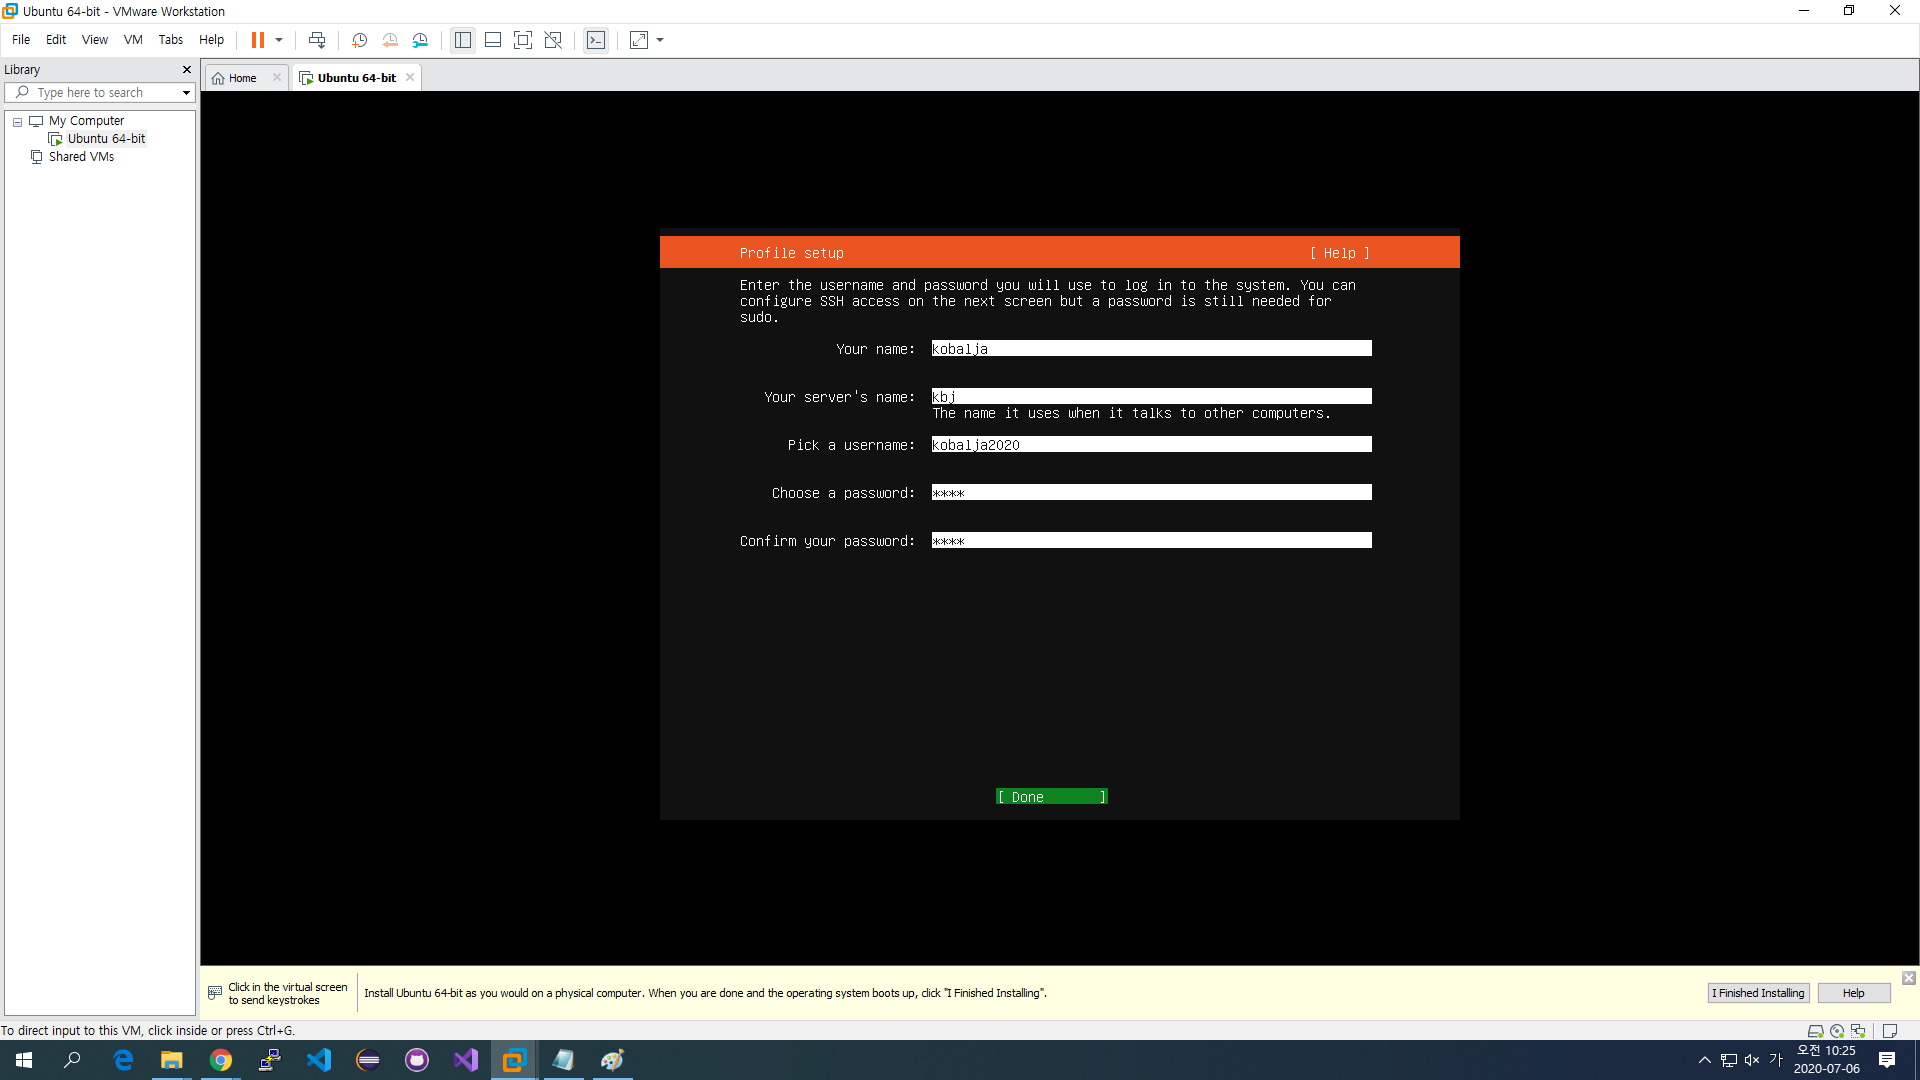 Ubuntu 64-bit - VMware Workstation
File Edit View VM Tabs Help
Library
Type here to search
My Computer
Ubuntu 64-bit
Shared VMs
Home
Ubuntu 64-bit
Profile setup [ Help ]
Enter the username and password you will use to log in to the system. You can
configure SSH access on the next screen but a password is still needed for
sudo.
Your name: kobalja
Your server's name: kbj
The name it uses when it talks to other computers.
Pick a username: kobalja2020
Choose a password: ****
Confirm your password: ****
[ Done ]
Click in the virtual screen
to send keystrokes
Install Ubuntu 64-bit as you would on a physical computer. When you are done and the operating system boots up, click "I Finished Installing".
I Finished Installing
Help
To direct input to this VM, click inside or press Ctrl+G.
가
오전 10:25
2020-07-06